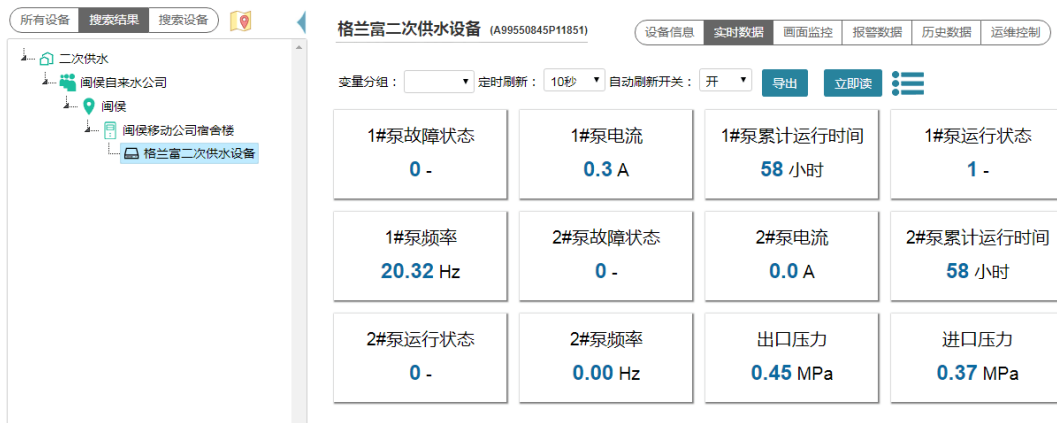 所有设备 搜索结果 搜索设备
二次供水
闽侯自来水公司
闽侯
闽侯移动公司宿舍楼
格兰富二次供水设备
格兰富二次供水设备 (A99550845P11851)
设备信息 实时数据 画面监控 报警数据 历史数据 运维控制
变量分组： 定时刷新： 10秒 自动刷新开关： 开 导出 立即读
1#泵故障状态 1#泵电流 1#泵累计运行时间 1#泵运行状态
0 - 0.3 A 58 小时 1 -
1#泵频率 2#泵故障状态 2#泵电流 2#泵累计运行时间
20.32 Hz 0 - 0.0 A 58 小时
2#泵运行状态 2#泵频率 出口压力 进口压力
0 - 0.00 Hz 0.45 MPa 0.37 MPa